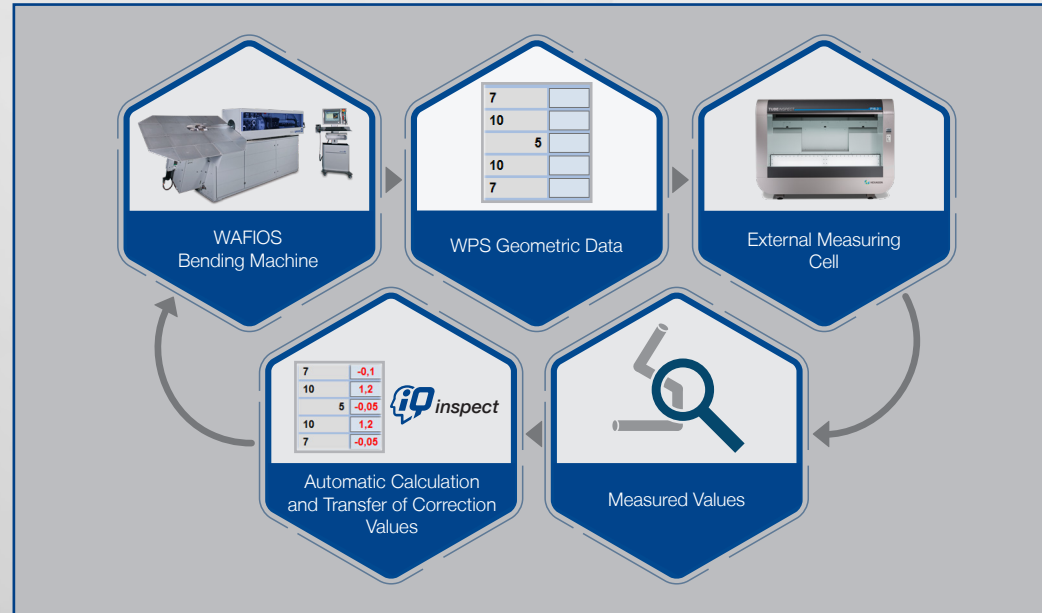 WAFIOS
Bending Machine
7
10
5
10
7
WPS Geometric Data
TUBEINSPECT
External Measuring
Cell
7 -0,1
10 1,2
5 -0,05
10 1,2
7 -0,05
iQ inspect
Automatic Calculation
and Transfer of Correction
Values
Measured Values